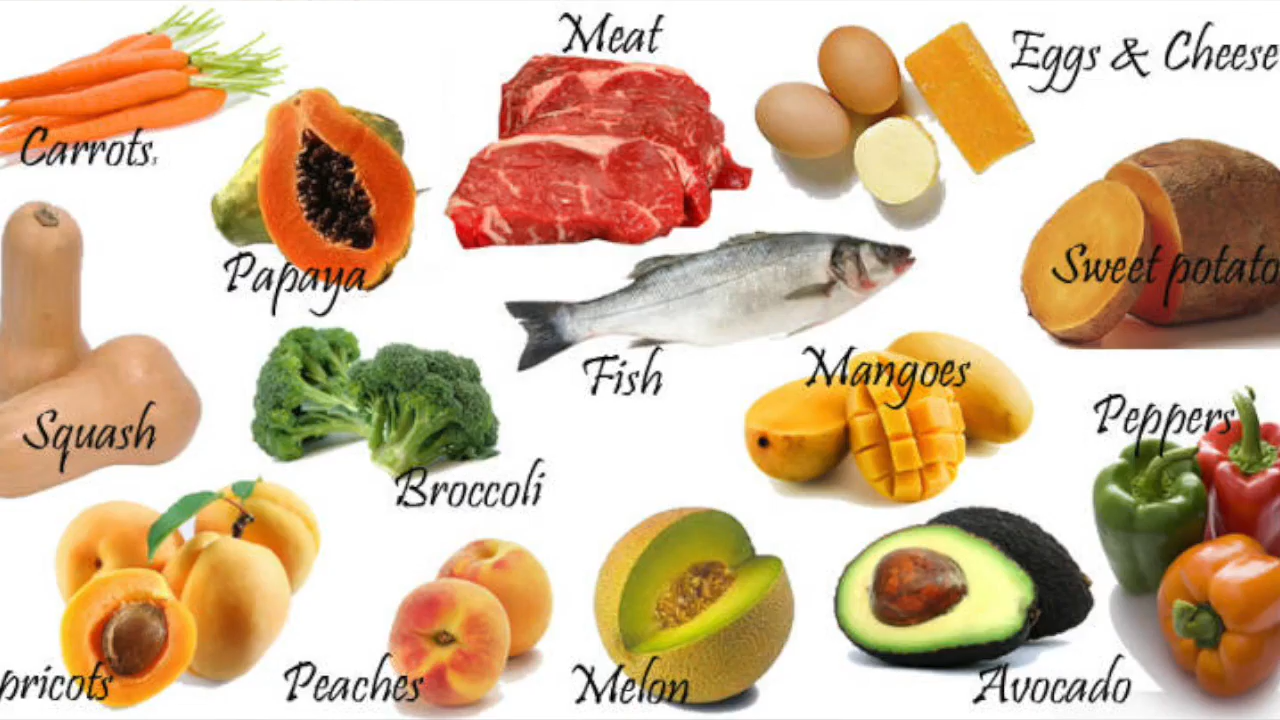 Meat
Eggs & Cheese
Carrots.
Papaya
Sweet potato
Fish
Mangoes
Squash
Peppers
Broccoli
pricots
Peaches
Melon
Avocado